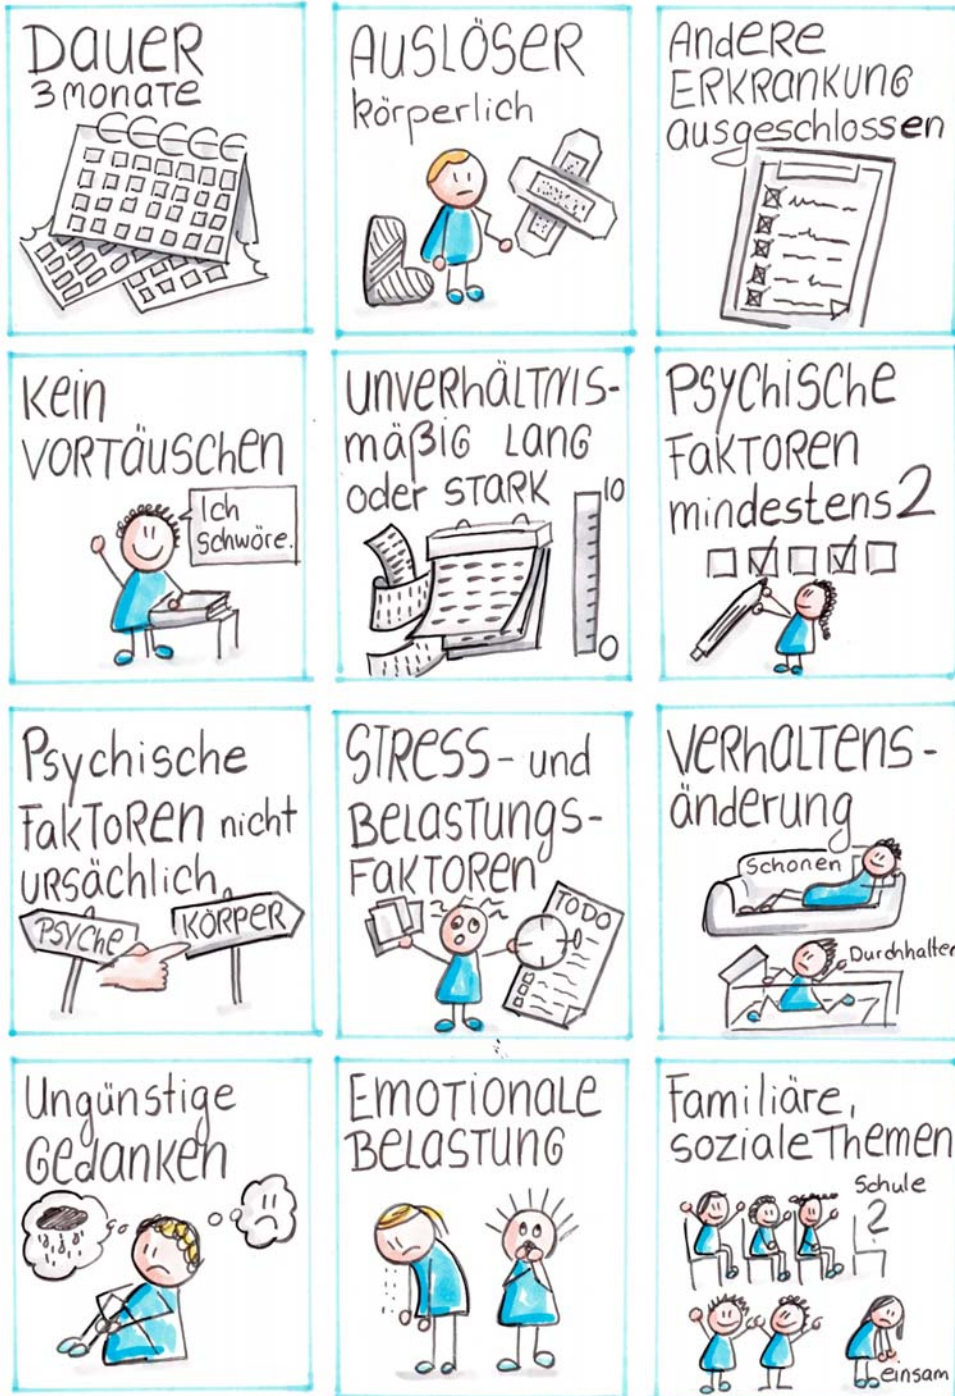 Dauer
3 Monate
Auslöser
körperlich
Andere
Erkrankung
ausgeschlossen
Kein
Vortäuschen
Ich
schwöre.
Unverhältnis-
mäßig lang
oder stark
10
0
Psychische
Faktoren
mindestens 2
Psychische
Faktoren nicht
ursächlich
Psyche
Körper
Stress- und
Belastungs-
faktoren
TO DO
Verhaltens-
änderung
Schonen
Durchhalten
Ungünstige
Gedanken
Emotionale
Belastung
Familiäre,
soziale Themen
Schule
?
einsam